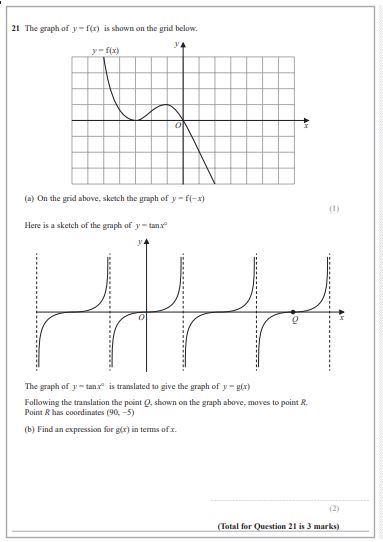 21 The graph of y = f(x) is shown on the grid below.
y = f(x)
y
O
x
(a) On the grid above, sketch the graph of y = f(−x)
(1)
Here is a sketch of the graph of y = tan x°
y
O
Q
x
The graph of y = tan x° is translated to give the graph of y = g(x)
Following the translation the point Q, shown on the graph above, moves to point R.
Point R has coordinates (90, −5)
(b) Find an expression for g(x) in terms of x.
(2)
(Total for Question 21 is 3 marks)